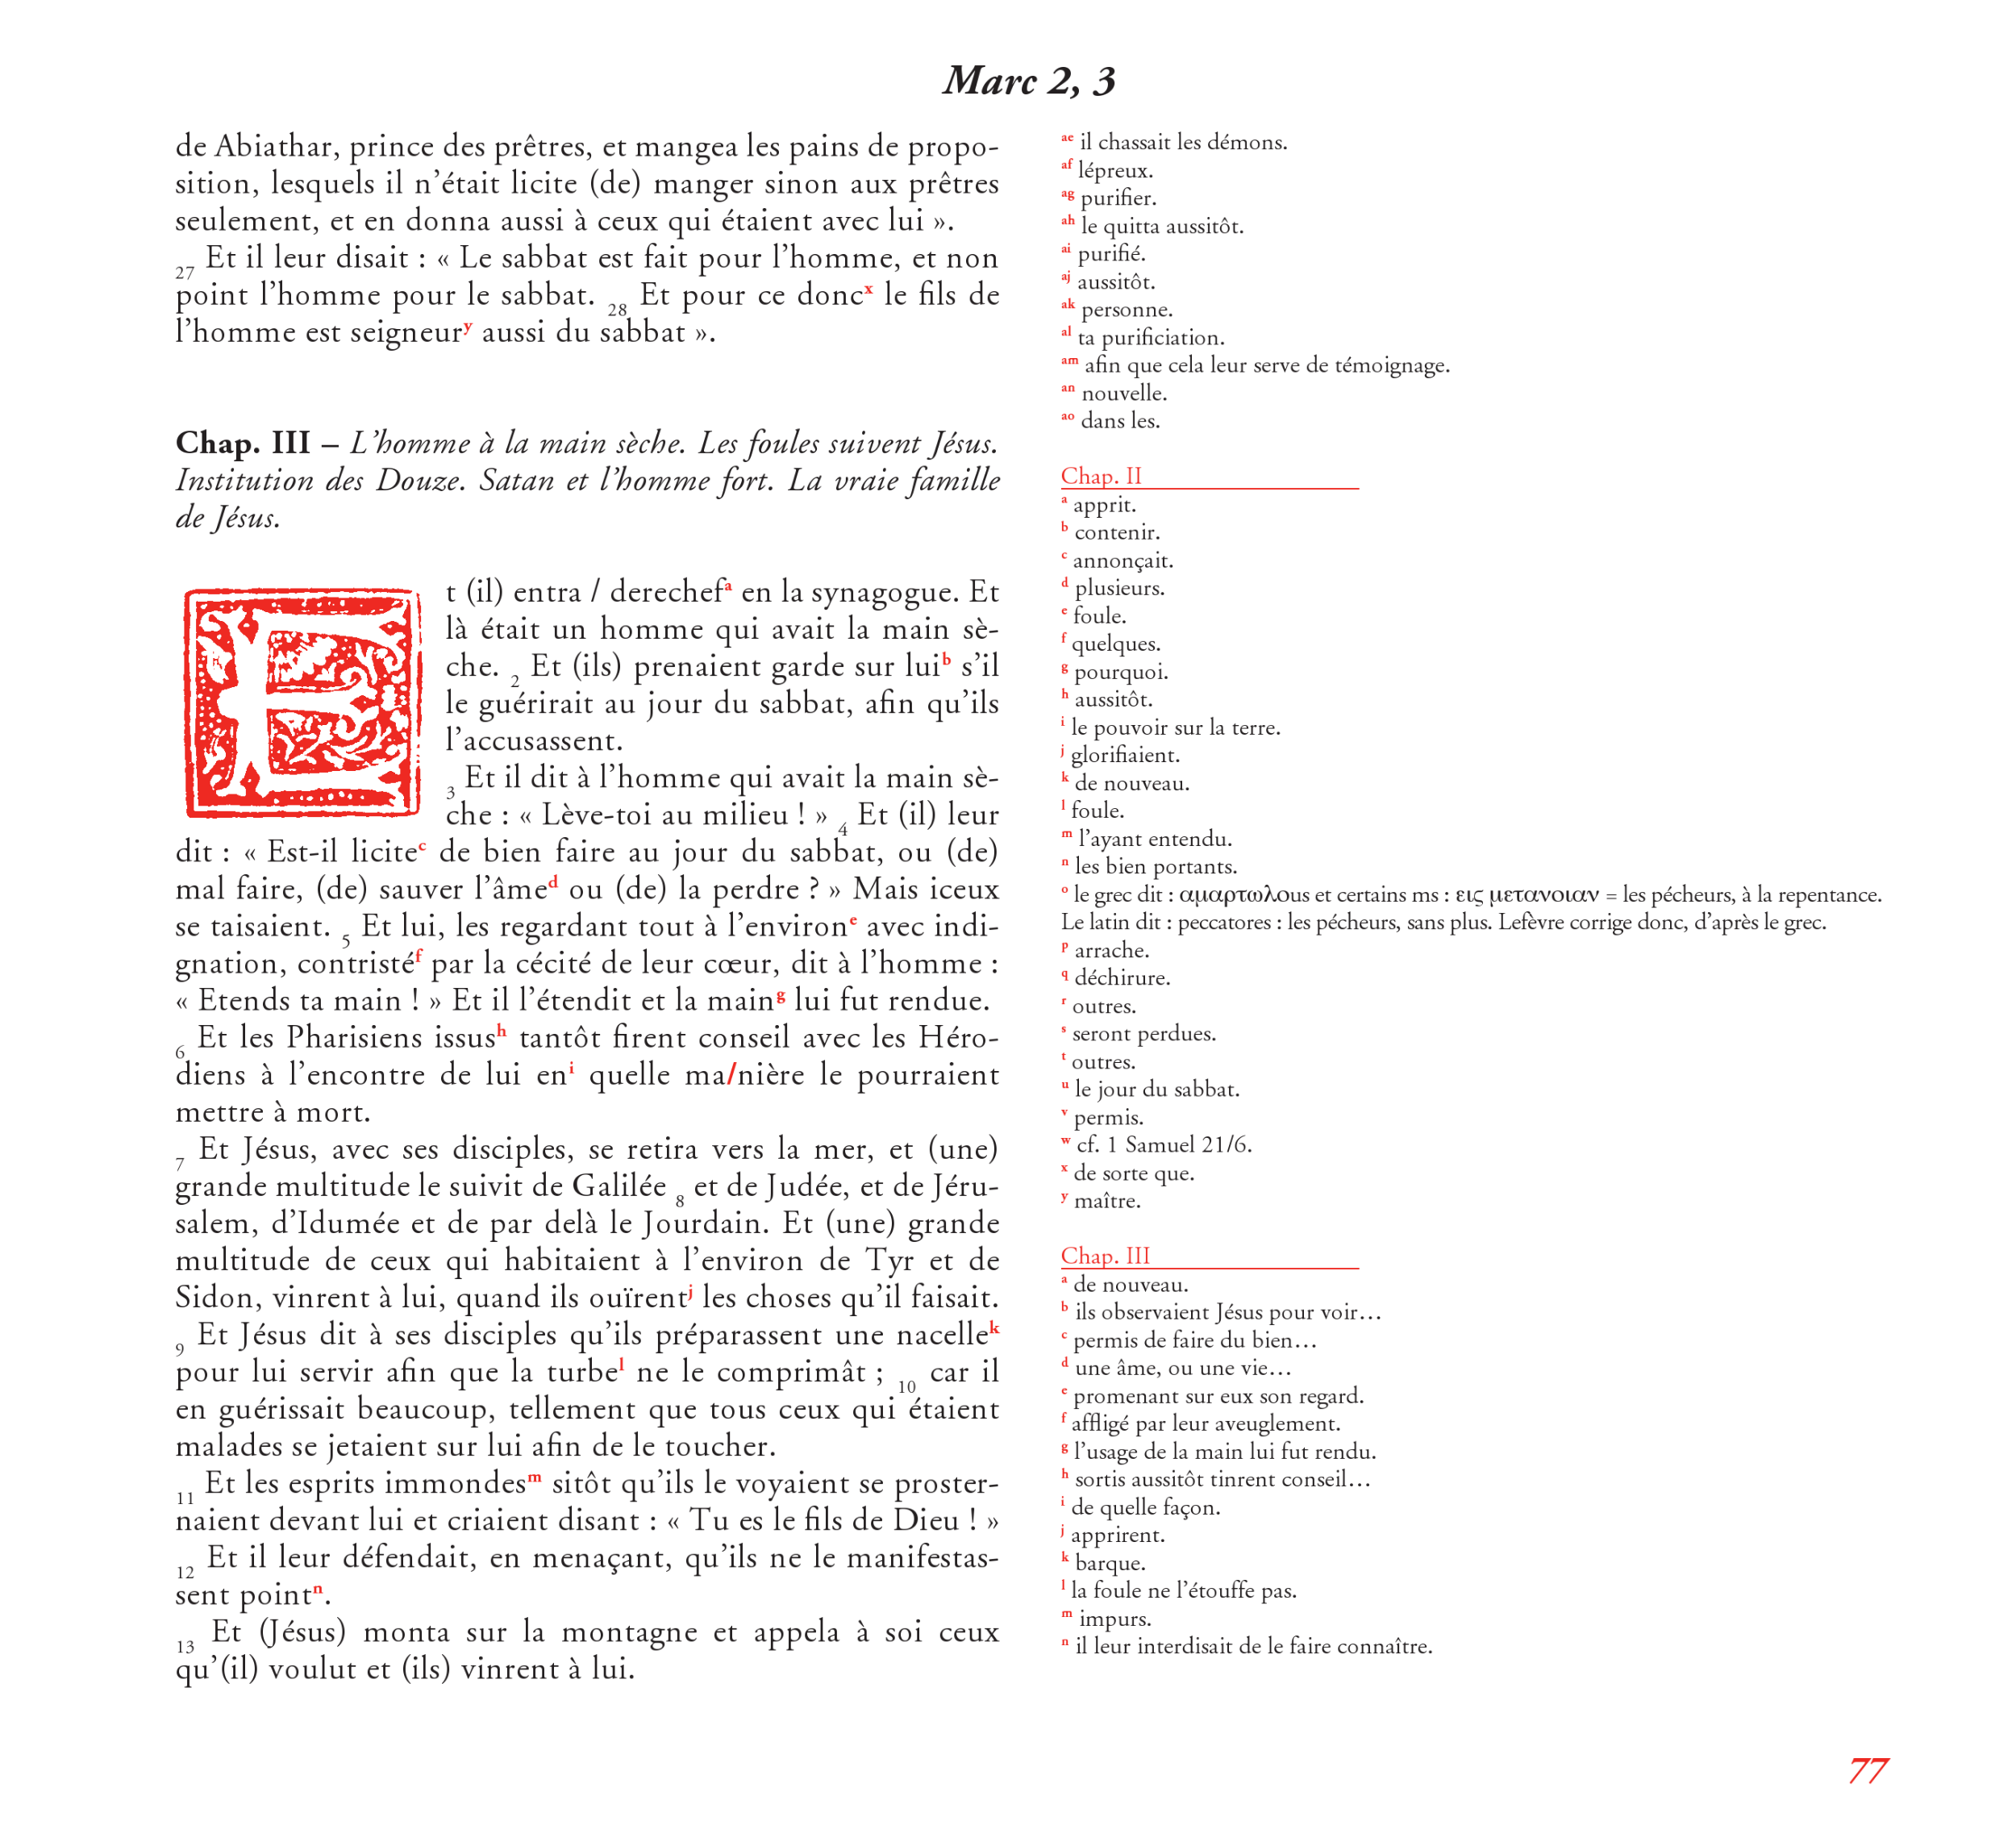 Marc 2, 3
de Abiathar, prince des prêtres, et mangea les pains de propo-
sition, lesquels il n’était licite (de) manger sinon aux prêtres
seulement, et en donna aussi à ceux qui étaient avec lui ».
27 Et il leur disait : « Le sabbat est fait pour l’homme, et non
point l’homme pour le sabbat. 28 Et pour ce donc x le fils de
l’homme est seigneur y aussi du sabbat ».
Chap. III – L’homme à la main sèche. Les foules suivent Jésus.
Institution des Douze. Satan et l’homme fort. La vraie famille
de Jésus.
E
t (il) entra / derechef a en la synagogue. Et
là était un homme qui avait la main sè-
che. 2 Et (ils) prenaient garde sur lui b s’il
le guérirait au jour du sabbat, afin qu’ils
l’accusassent.
3 Et il dit à l’homme qui avait la main sè-
che : « Lève-toi au milieu ! » 4 Et (il) leur
dit : « Est-il licite c de bien faire au jour du sabbat, ou (de)
mal faire, (de) sauver l’âme d ou (de) la perdre ? » Mais iceux
se taisaient. 5 Et lui, les regardant tout à l’environ e avec indi-
gnation, contristé f par la cécité de leur cœur, dit à l’homme :
« Etends ta main ! » Et il l’étendit et la main g lui fut rendue.
6 Et les Pharisiens issus h tantôt firent conseil avec les Héro-
diens à l’encontre de lui en i quelle ma/nière le pourraient
mettre à mort.
7 Et Jésus, avec ses disciples, se retira vers la mer, et (une)
grande multitude le suivit de Galilée 8 et de Judée, et de Jéru-
salem, d’Idumée et de par delà le Jourdain. Et (une) grande
multitude de ceux qui habitaient à l’environ de Tyr et de
Sidon, vinrent à lui, quand ils ouïrent j les choses qu’il faisait.
9 Et Jésus dit à ses disciples qu’ils préparassent une nacelle k
pour lui servir afin que la turbe l ne le comprimât ; 10 car il
en guérissait beaucoup, tellement que tous ceux qui étaient
malades se jetaient sur lui afin de le toucher.
11 Et les esprits immondes m sitôt qu’ils le voyaient se proster-
naient devant lui et criaient disant : « Tu es le fils de Dieu ! »
12 Et il leur défendait, en menaçant, qu’ils ne le manifestas-
sent point n.
13 Et (Jésus) monta sur la montagne et appela à soi ceux
qu’(il) voulut et (ils) vinrent à lui.
ae il chassait les démons.
af lépreux.
ag purifier.
ah le quitta aussitôt.
ai purifié.
aj aussitôt.
ak personne.
al ta purificiation.
am afin que cela leur serve de témoignage.
an nouvelle.
ao dans les.
Chap. II
a apprit.
b contenir.
c annonçait.
d plusieurs.
e foule.
f quelques.
g pourquoi.
h aussitôt.
i le pouvoir sur la terre.
j glorifiaient.
k de nouveau.
l foule.
m l’ayant entendu.
n les bien portants.
o le grec dit : αμαρτωλους et certains ms : εις μετανοιαν = les pécheurs, à la repentance.
Le latin dit : peccatores : les pécheurs, sans plus. Lefèvre corrige donc, d’après le grec.
p arrache.
q déchirure.
r outres.
s seront perdues.
t outres.
u le jour du sabbat.
v permis.
w cf. 1 Samuel 21/6.
x de sorte que.
y maître.
Chap. III
a de nouveau.
b ils observaient Jésus pour voir…
c permis de faire du bien…
d une âme, ou une vie…
e promenant sur eux son regard.
f affligé par leur aveuglement.
g l’usage de la main lui fut rendu.
h sortis aussitôt tinrent conseil…
i de quelle façon.
j apprirent.
k barque.
l la foule ne l’étouffe pas.
m impurs.
n il leur interdisait de le faire connaître.
77